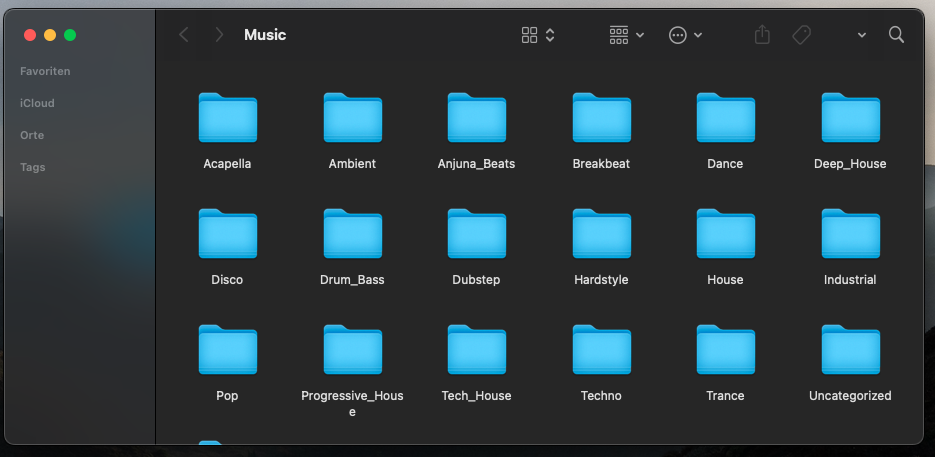 Music
Favoriten
iCloud
Orte
Tags
Acapella
Ambient
Anjuna_Beats
Breakbeat
Dance
Deep_House
Disco
Drum_Bass
Dubstep
Hardstyle
House
Industrial
Pop
Progressive_Hous
e
Tech_House
Techno
Trance
Uncategorized